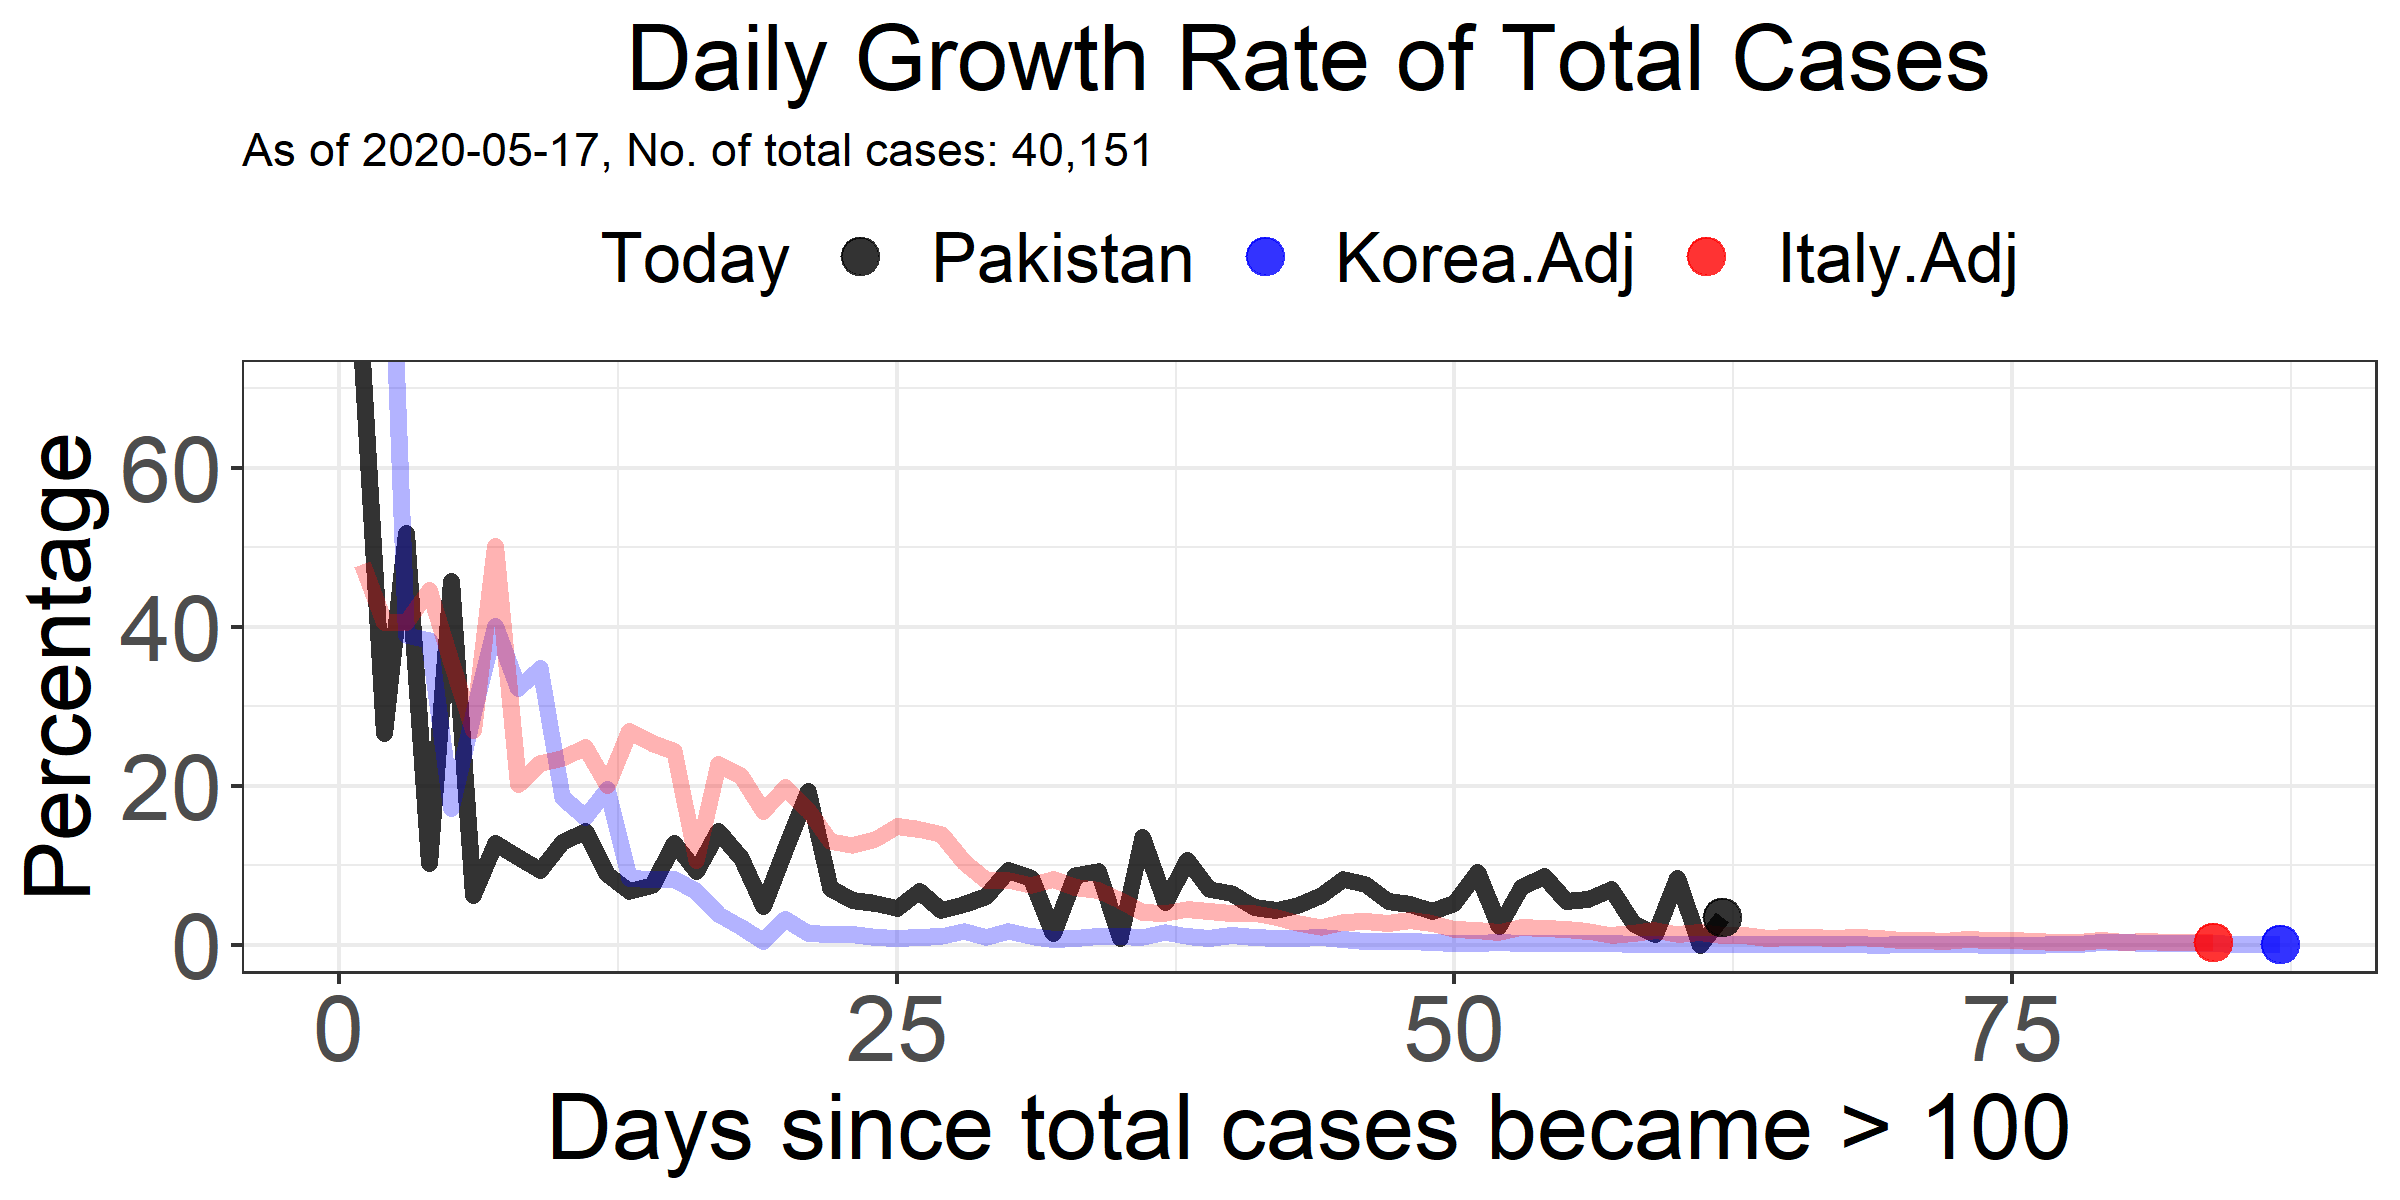 Daily Growth Rate of Total Cases
As of 2020-05-17, No. of total cases: 40,151
Today Pakistan Korea.Adj Italy.Adj
Percentage
60
40
20
0
0 25 50 75
Days since total cases became > 100